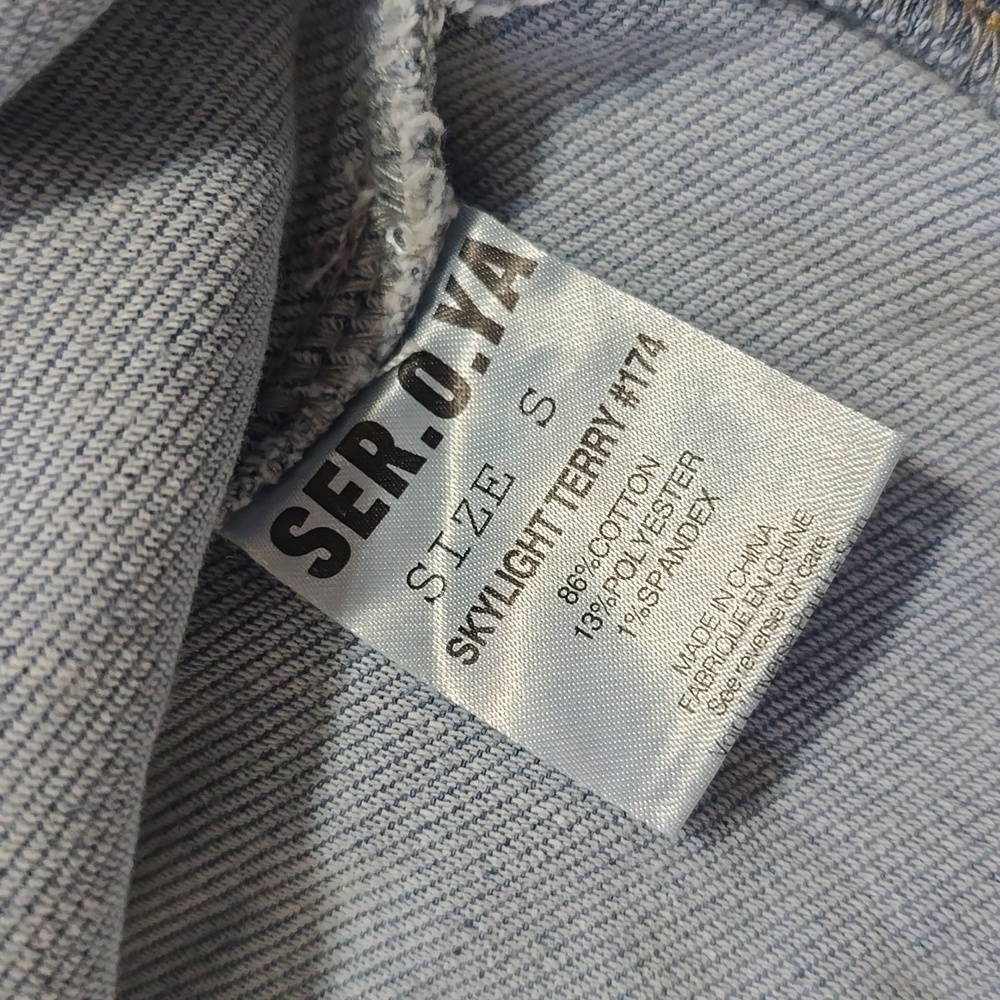 SER.O.YA
SIZE S
SKYLIGHT TERRY #174
86%COTTON
13%POLYESTER
1%SPANDEX
MADE IN CHINA
FABRIQUE EN CHINE
See reverse for care